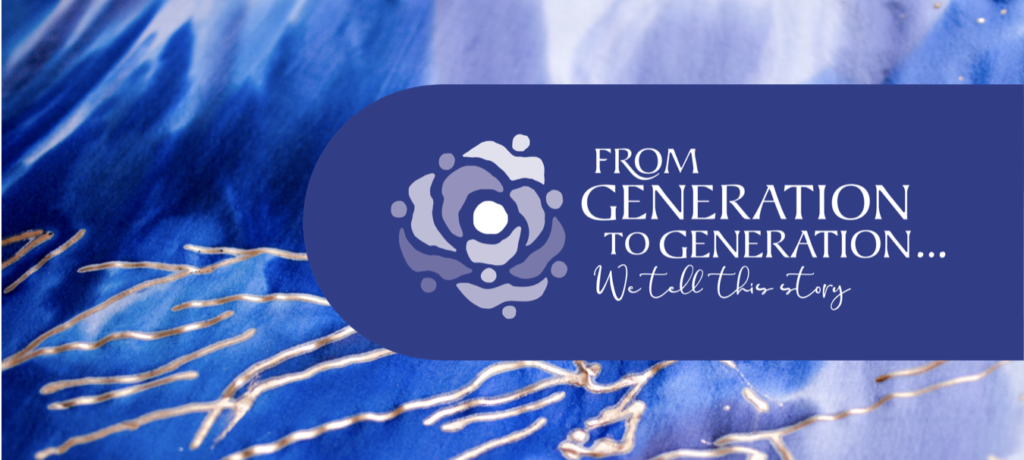 FROM
GENERATION
TO GENERATION...
We tell this story